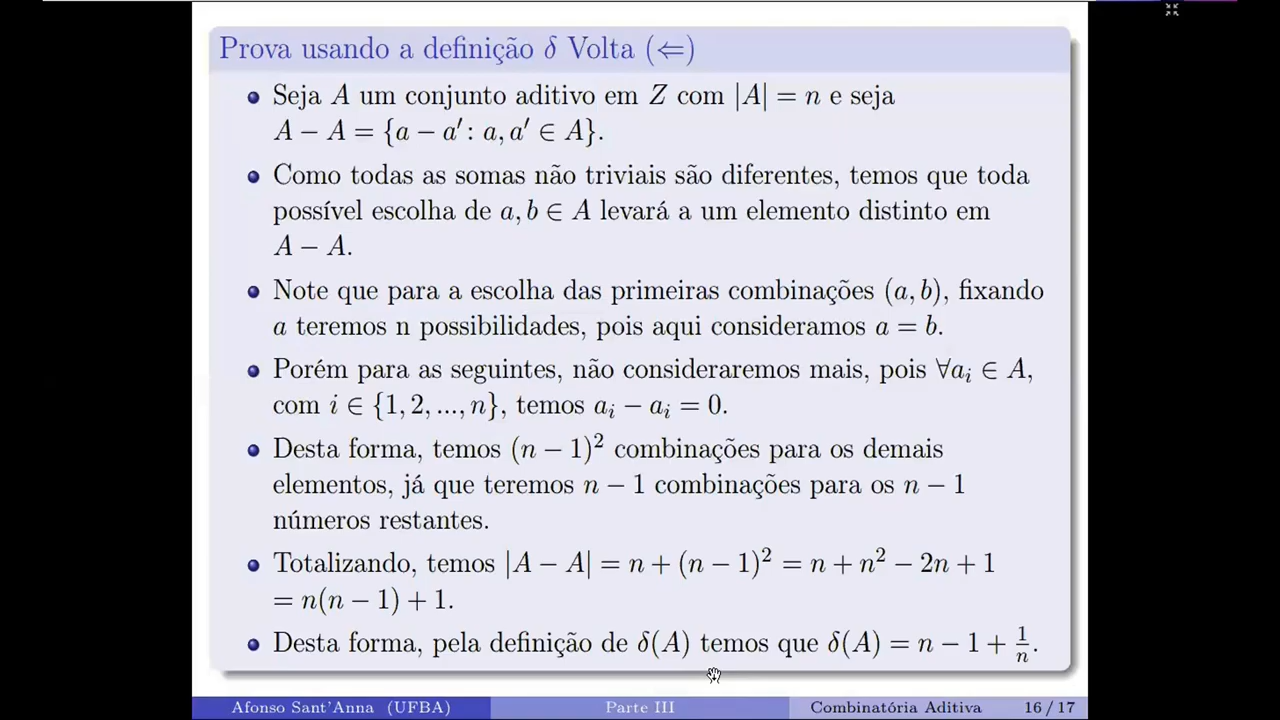 Prova usando a definição δ Volta (⇐)
Seja A um conjunto aditivo em Z com |A| = n e seja
A − A = {a − a′ : a, a′ ∈ A}.
Como todas as somas não triviais são diferentes, temos que toda
possível escolha de a, b ∈ A levará a um elemento distinto em
A − A.
Note que para a escolha das primeiras combinações (a, b), fixando
a teremos n possibilidades, pois aqui consideramos a = b.
Porém para as seguintes, não consideraremos mais, pois ∀aᵢ ∈ A,
com i ∈ {1, 2, ..., n}, temos aᵢ − aᵢ = 0.
Desta forma, temos (n − 1)² combinações para os demais
elementos, já que teremos n − 1 combinações para os n − 1
números restantes.
Totalizando, temos |A − A| = n + (n − 1)² = n + n² − 2n + 1
= n(n − 1) + 1.
Desta forma, pela definição de δ(A) temos que δ(A) = n − 1 + 1/n.
Afonso Sant'Anna (UFBA) Parte III Combinatória Aditiva 16 / 17